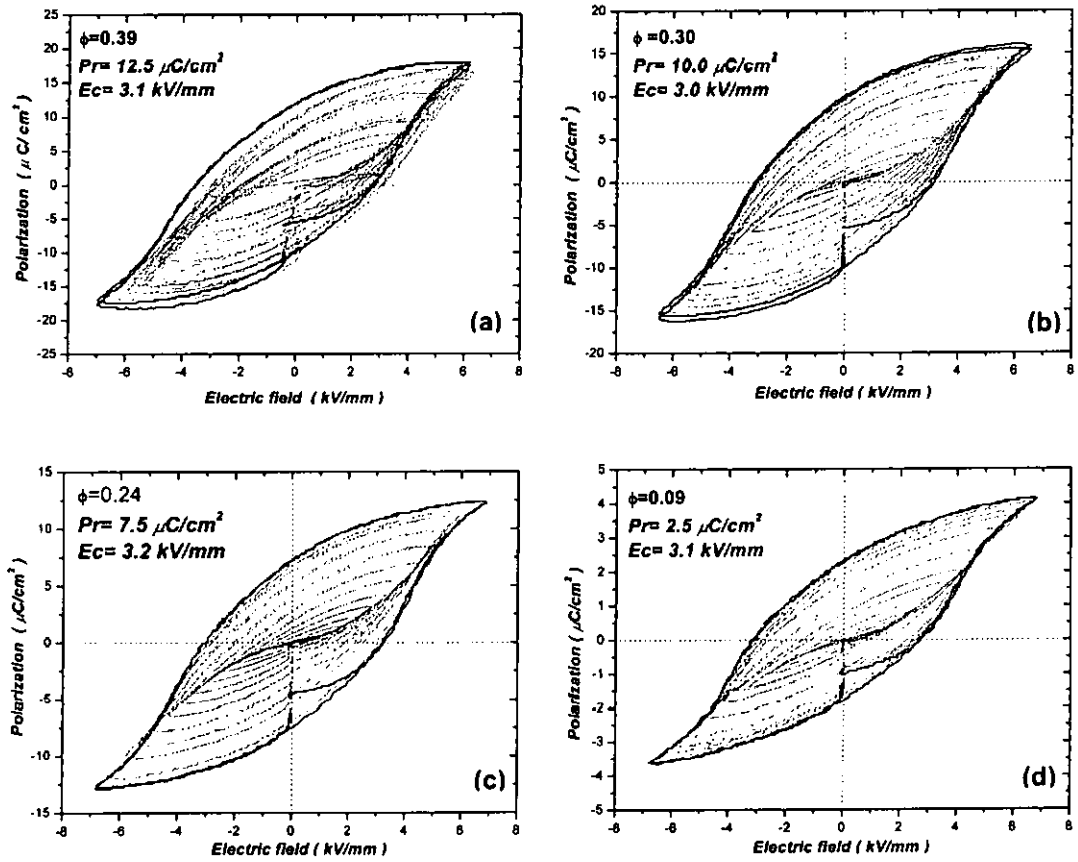 ϕ=0.39
Pr= 12.5 μC/cm²
Ec= 3.1 kV/mm
25
20
15
10
5
0
-5
-10
-15
-20
-25
Polarization ( μ C/ cm² )
(a)
-8 -6 -4 -2 0 2 4 6 8
Electric field ( kV/mm )
ϕ=0.30
Pr= 10.0 μC/cm²
Ec= 3.0 kV/mm
20
15
10
5
0
-5
-10
-15
-20
Polarization ( μC/cm² )
(b)
-8 -6 -4 -2 0 2 4 6 8
Electric field ( kV/mm )
ϕ=0.24
Pr= 7.5 μC/cm²
Ec= 3.2 kV/mm
15
10
5
0
-5
-10
-15
Polarization ( μC/cm² )
(c)
-8 -6 -4 -2 0 2 4 6 8
Electric field ( kV/mm )
ϕ=0.09
Pr= 2.5 μC/cm²
Ec= 3.1 kV/mm
5
4
3
2
1
0
-1
-2
-3
-4
-5
Polarization ( μC/cm² )
(d)
-8 -6 -4 -2 0 2 4 6 8
Electric field ( kV/mm )